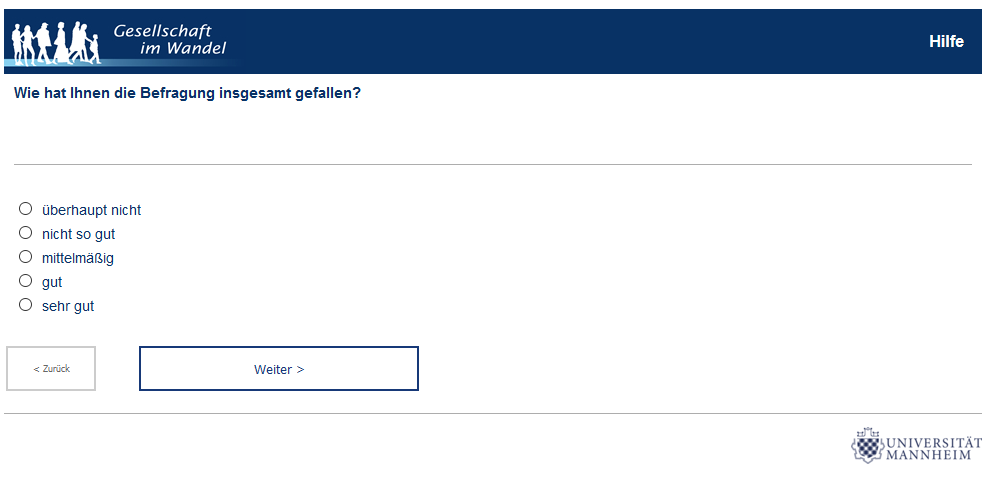 Gesellschaft
im Wandel
Hilfe
Wie hat Ihnen die Befragung insgesamt gefallen?
überhaupt nicht
nicht so gut
mittelmäßig
gut
sehr gut
< Zurück
Weiter >
UNIVERSITÄT
MANNHEIM